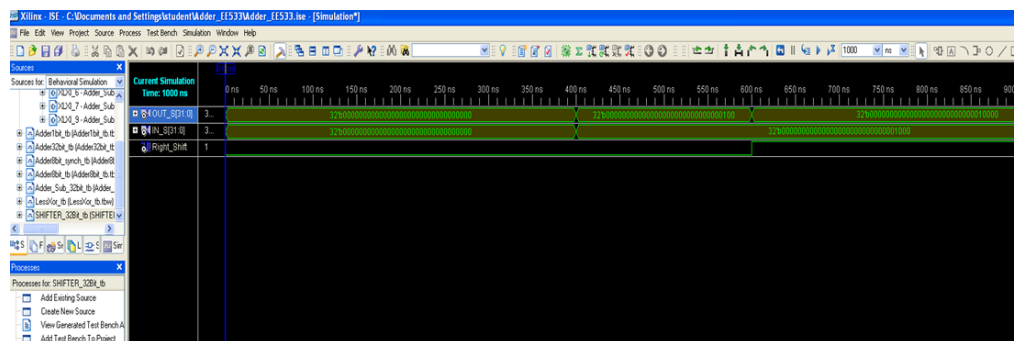 Xilinx - ISE - C:\Documents and Settings\student\Adder_EE533\Adder_EE533.ise - [Simulation*]
File Edit View Project Source Process Test Bench Simulation Window Help
1000 ns
Sources
Sources for: Behavioral Simulation
XLXI_6 - Adder_Sub_
XLXI_7 - Adder_Sub
XLXI_9 - Adder_Sub
Adder1bit_tb (Adder1bit_tb.tb
Adder32bit_tb (Adder32bit_tb
Adder8bit_synch_tb (Adder8t
Adder8bit_tb (Adder8bit_tb.tb
Adder_Sub_32bit_tb (Adder_
LessXor_tb (LessXor_tb.tbw)
SHIFTER_32Bit_tb (SHIFTEI
Processes
Processes for: SHIFTER_32Bit_tb
Add Existing Source
Create New Source
View Generated Test Bench A
Add Test Bench To Project
Current Simulation
Time: 1000 ns
0 ns 50 ns 100 ns 150 ns 200 ns 250 ns 300 ns 350 ns 400 ns 450 ns 500 ns 550 ns 600 ns 650 ns 700 ns 750 ns 800 ns 850 ns 900
OUT_S[31:0] 3... 32'b00000000000000000000000000000000 32'b00000000000000000000000000000100 32'b00000000000000000000000000010000
IN_S[31:0] 3... 32'b00000000000000000000000000000000 32'b00000000000000000000000000001000
Right_Shift 1